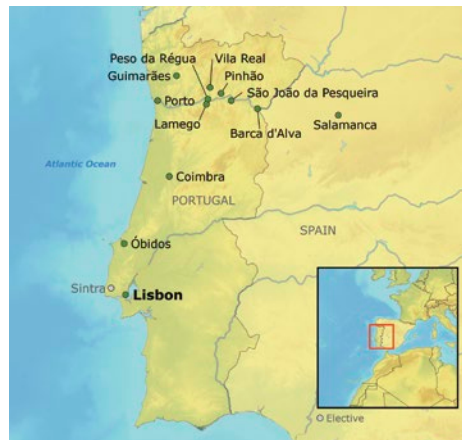 Peso da Régua
Vila Real
Guimarães
Pinhão
Porto
São João da Pesqueira
Lamego
Barca d'Alva
Salamanca
Atlantic Ocean
Coimbra
PORTUGAL
SPAIN
Óbidos
Sintra
Lisbon
Elective